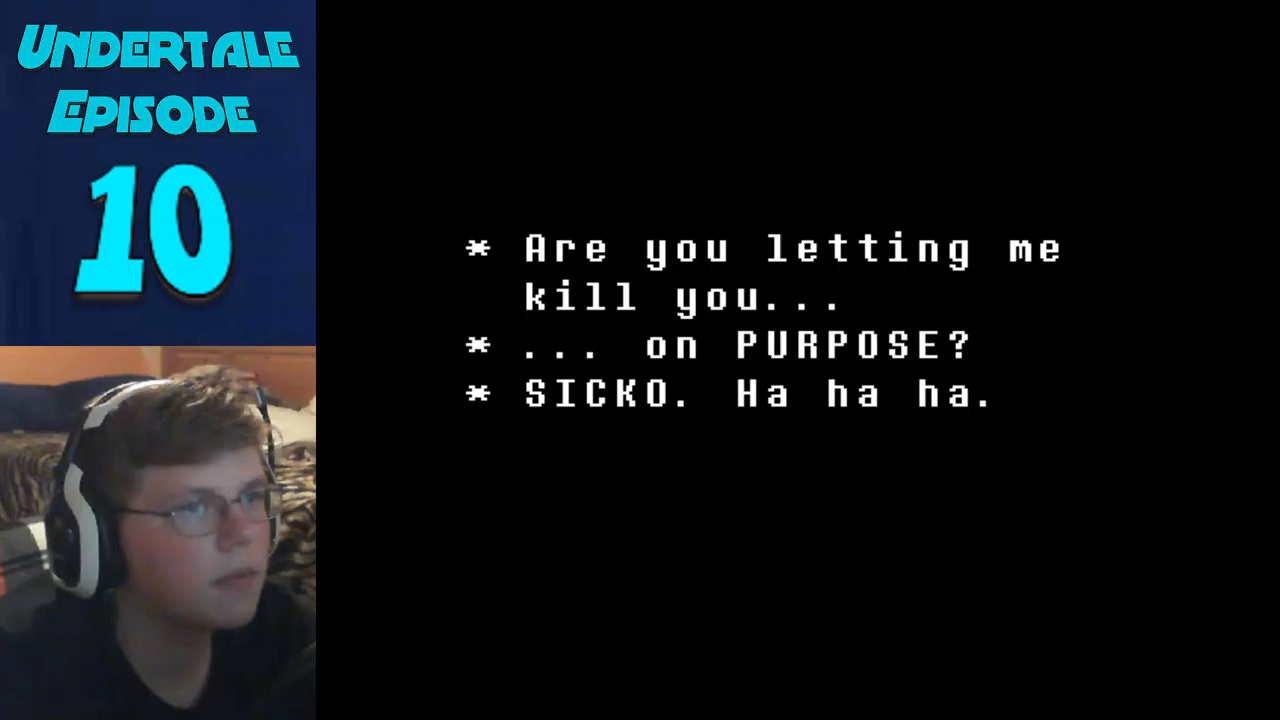 UNDERTALE
EPISODE
10
* Are you letting me
kill you...
* ... on PURPOSE?
* SICKO. Ha ha ha.